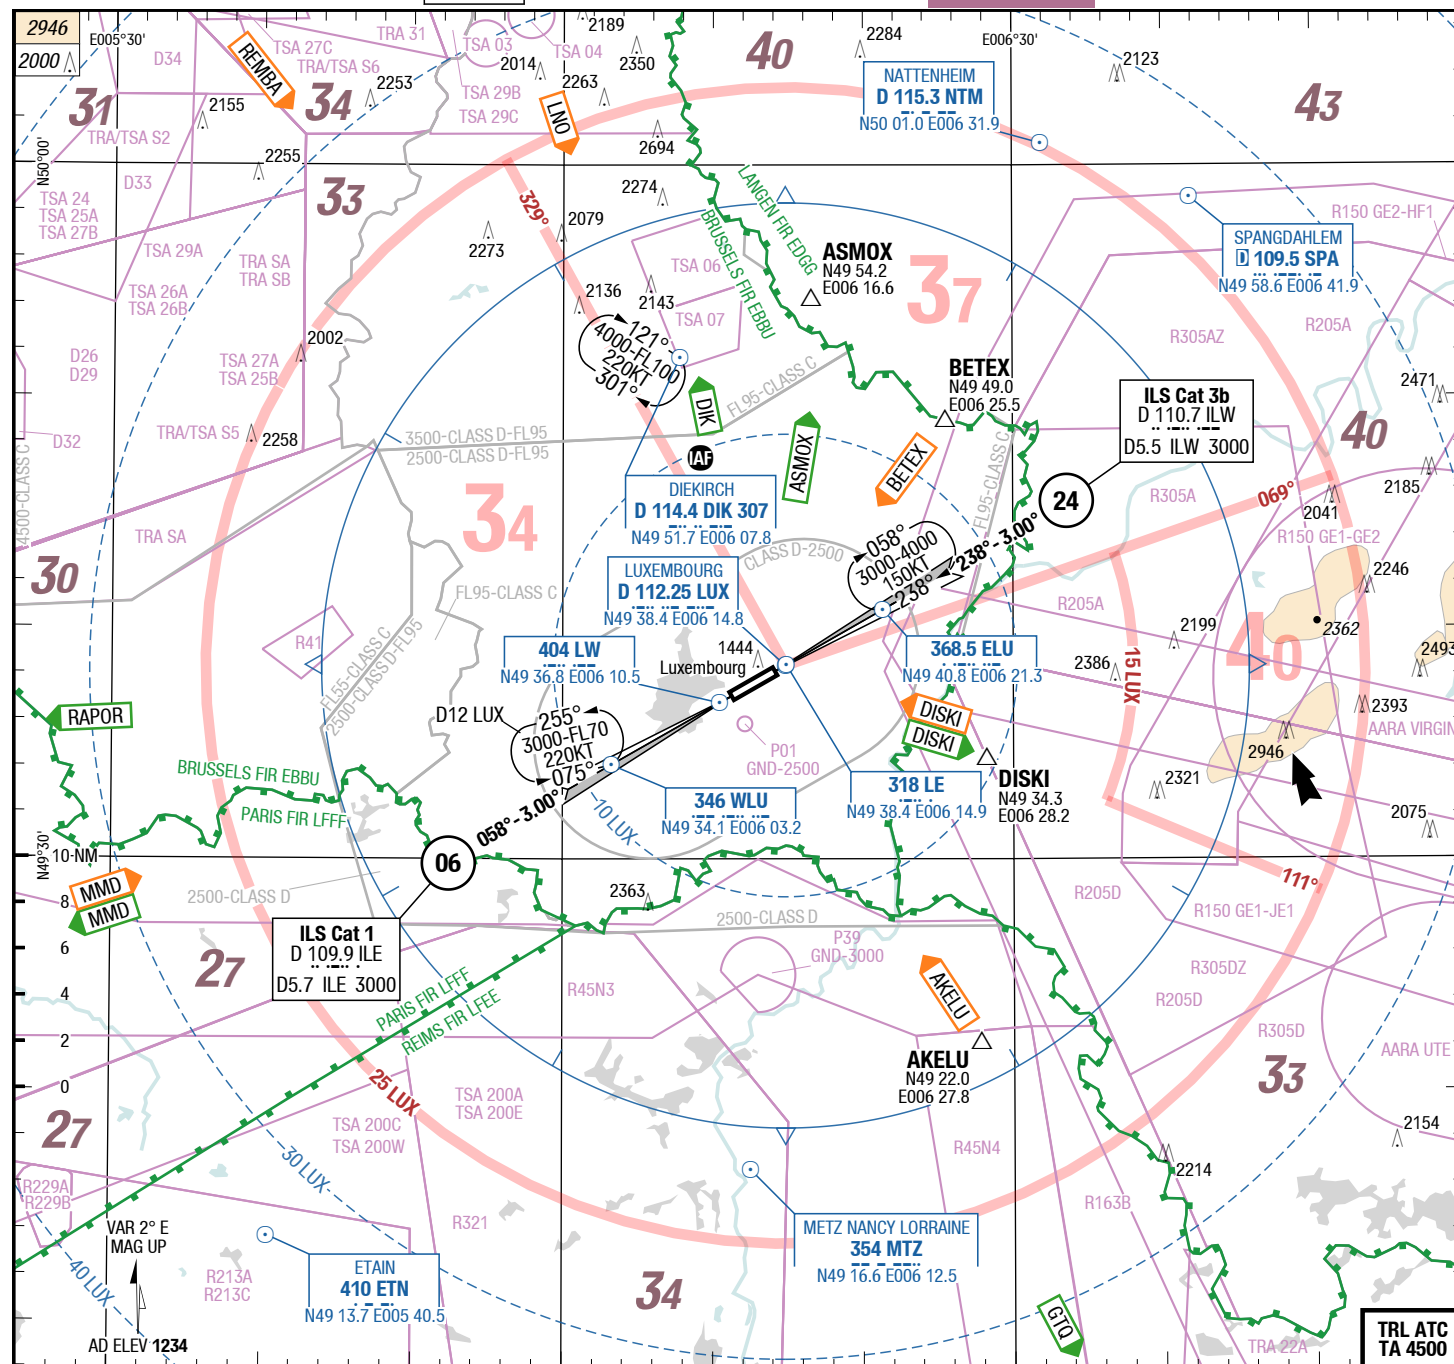 2946
2000
E005°30'
E006°30'
N50°00'
N49°30'
D34
TSA 27C
TRA/TSA S6
TRA 31
TSA 03
TSA 04
TSA 29B
TSA 29C
REMBA
LNO
2189
2350
2014
2263
2253
2155
2284
2123
31
34
40
43
NATTENHEIM
D 115.3 NTM
N50 01.0 E006 31.9
TRA/TSA S2
2255
2694
D33
33
TSA 24
TSA 25A
TSA 27B
TSA 29A
TRA SA
TRA SB
TSA 26A
TSA 26B
329°
2274
2079
2273
LANGEN FIR EDGG
BRUSSELS FIR EBBU
TSA 06
TSA 07
2136
2143
ASMOX
N49 54.2
E006 16.6
37
R150 GE2-HF1
SPANGDAHLEM
D 109.5 SPA
N49 58.6 E006 41.9
R305AZ
R205A
2002
D26
D29
TSA 27A
TSA 25B
121°
4000-FL100
220KT
301°
DIK
FL95-CLASS C
BETEX
N49 49.0
E006 25.5
ILS Cat 3b
D 110.7 ILW
D5.5 ILW 3000
2471
40
D32
TRA/TSA S5
2258
3500-CLASS D-FL95
2500-CLASS D-FL95
IAF
ASMOX
BETEX
FL95-CLASS C
24
4500-CLASS C
DIEKIRCH
D 114.4 DIK 307
N49 51.7 E006 07.8
R305A
069°
2041
2185
34
TRA SA
CLASS D-2500
058°
3000-4000
150KT
238°
238°- 3.00°
R150 GE1-GE2
30
LUXEMBOURG
D 112.25 LUX
N49 38.4 E006 14.8
FL95-CLASS C
R205A
2246
2362
R41
FL55-CLASS C
2500-CLASS D-FL95
404 LW
N49 36.8 E006 10.5
1444
Luxembourg
368.5 ELU
N49 40.8 E006 21.3
2199
2386
40
2493
15 LUX
RAPOR
D12 LUX
255°
3000-FL70
220KT
075°
DISKI
DISKI
2393
AARA VIRGIN
P01
GND-2500
2946
BRUSSELS FIR EBBU
PARIS FIR LFFF
058°- 3.00°
10 LUX
346 WLU
N49 34.1 E006 03.2
318 LE
N49 38.4 E006 14.9
DISKI
N49 34.3
E006 28.2
2321
2075
10 NM
8
6
4
2
0
06
MMD
MMD
2500-CLASS D
2363
2500-CLASS D
111°
R205D
R150 GE1-JE1
ILS Cat 1
D 109.9 ILE
D5.7 ILE 3000
27
P39
GND-3000
R305DZ
R45N3
AKELU
R205D
PARIS FIR LFFF
REIMS FIR LFEE
R305D
AARA UTE
AKELU
N49 22.0
E006 27.8
33
25 LUX
TSA 200A
TSA 200E
TSA 200C
TSA 200W
27
2154
R45N4
30 LUX
2214
R229A
R229B
R163B
VAR 2° E
MAG UP
R321
METZ NANCY LORRAINE
354 MTZ
N49 16.6 E006 12.5
40 LUX
R213A
R213C
ETAIN
410 ETN
N49 13.7 E005 40.5
34
GTQ
TRA 22A
AD ELEV 1234
TRL ATC
TA 4500